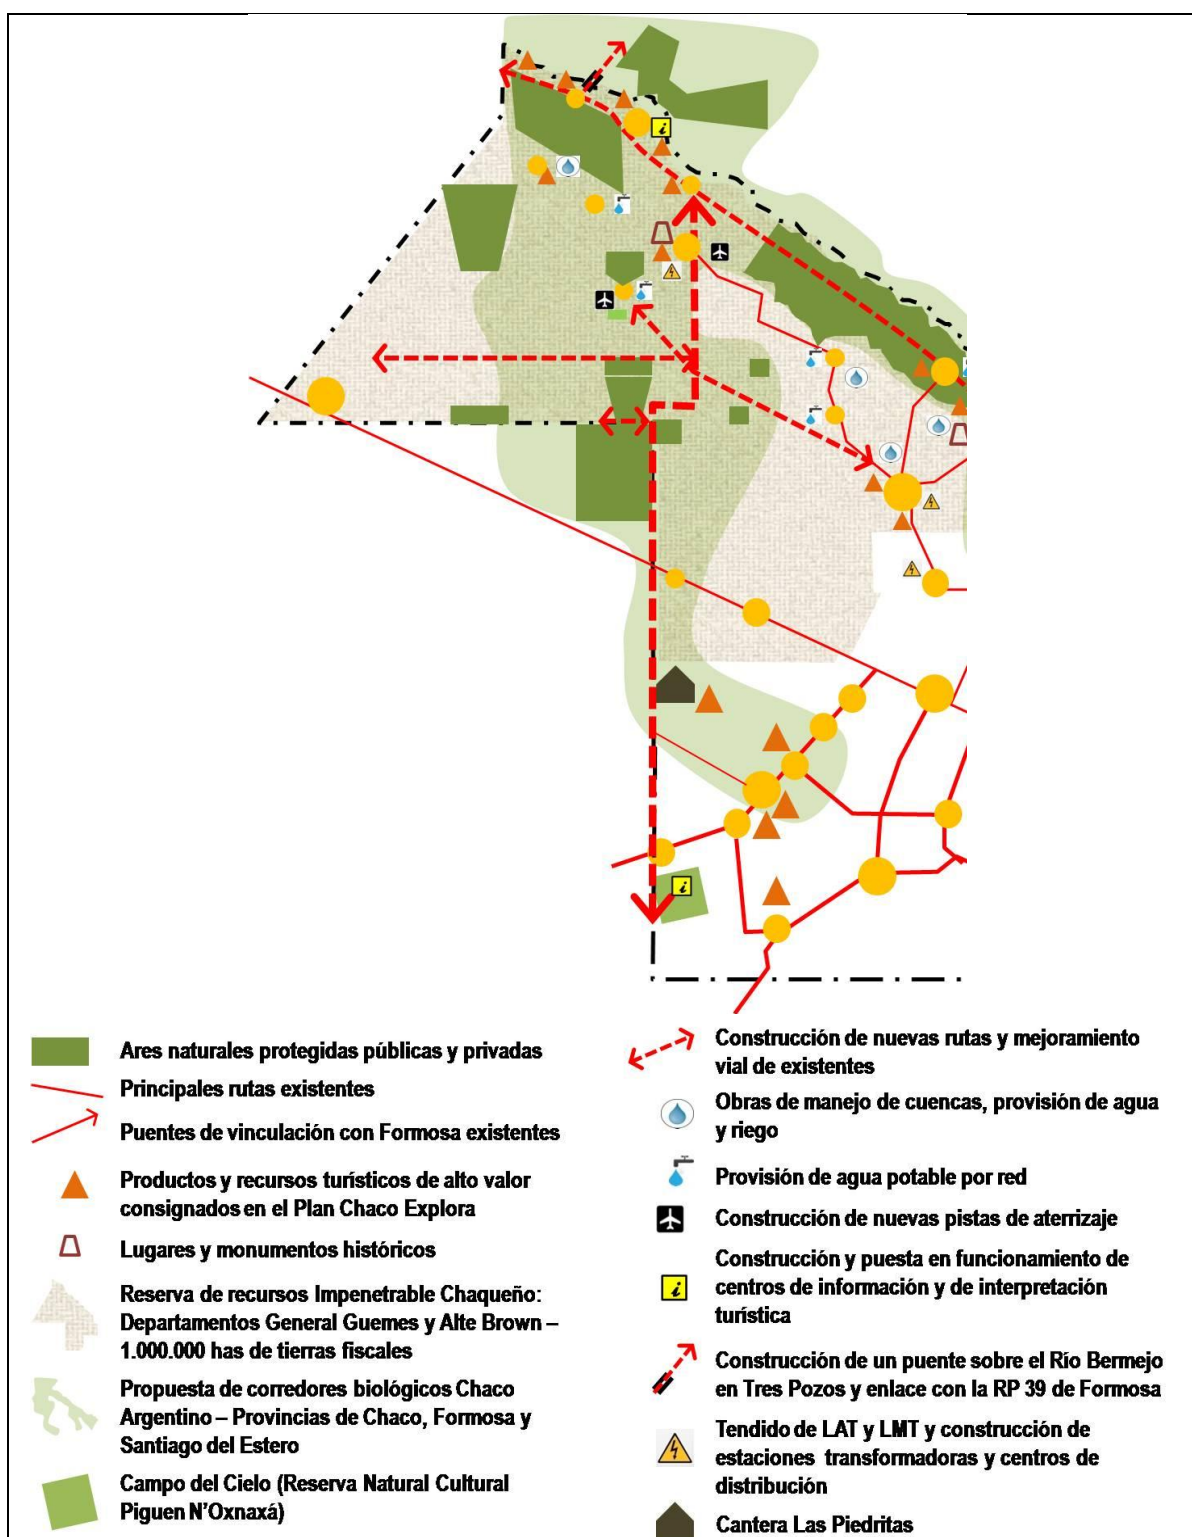 Ares naturales protegidas públicas y privadas
Principales rutas existentes
Puentes de vinculación con Formosa existentes
Productos y recursos turísticos de alto valor
consignados en el Plan Chaco Explora
Lugares y monumentos históricos
Reserva de recursos Impenetrable Chaqueño:
Departamentos General Guemes y Alte Brown –
1.000.000 has de tierras fiscales
Propuesta de corredores biológicos Chaco
Argentino – Provincias de Chaco, Formosa y
Santiago del Estero
Campo del Cielo (Reserva Natural Cultural
Piguen N'Oxnaxá)
Construcción de nuevas rutas y mejoramiento
vial de existentes
Obras de manejo de cuencas, provisión de agua
y riego
Provisión de agua potable por red
Construcción de nuevas pistas de aterrizaje
Construcción y puesta en funcionamiento de
centros de información y de interpretación
turística
Construcción de un puente sobre el Río Bermejo
en Tres Pozos y enlace con la RP 39 de Formosa
Tendido de LAT y LMT y construcción de
estaciones transformadoras y centros de
distribución
Cantera Las Piedritas